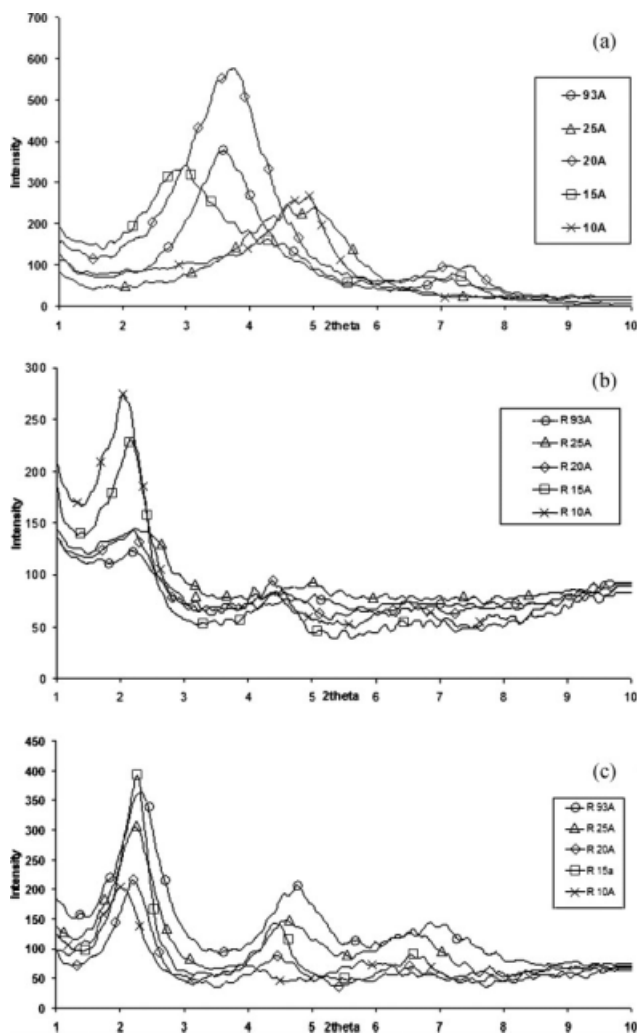 (a)
700
600
500
400
300
200
100
0
Intensity
93A
25A
20A
15A
10A
1 2 3 4 5 2theta 6 7 8 9 10
(b)
300
250
200
150
100
50
0
Intensity
R 93A
R 25A
R 20A
R 15A
R 10A
1 2 3 4 5 2theta 6 7 8 9 10
(c)
450
400
350
300
250
200
150
100
50
0
Intensity
R 93A
R 25A
R 20A
R 15a
R 10A
1 2 3 4 5 2theta 6 7 8 9 10